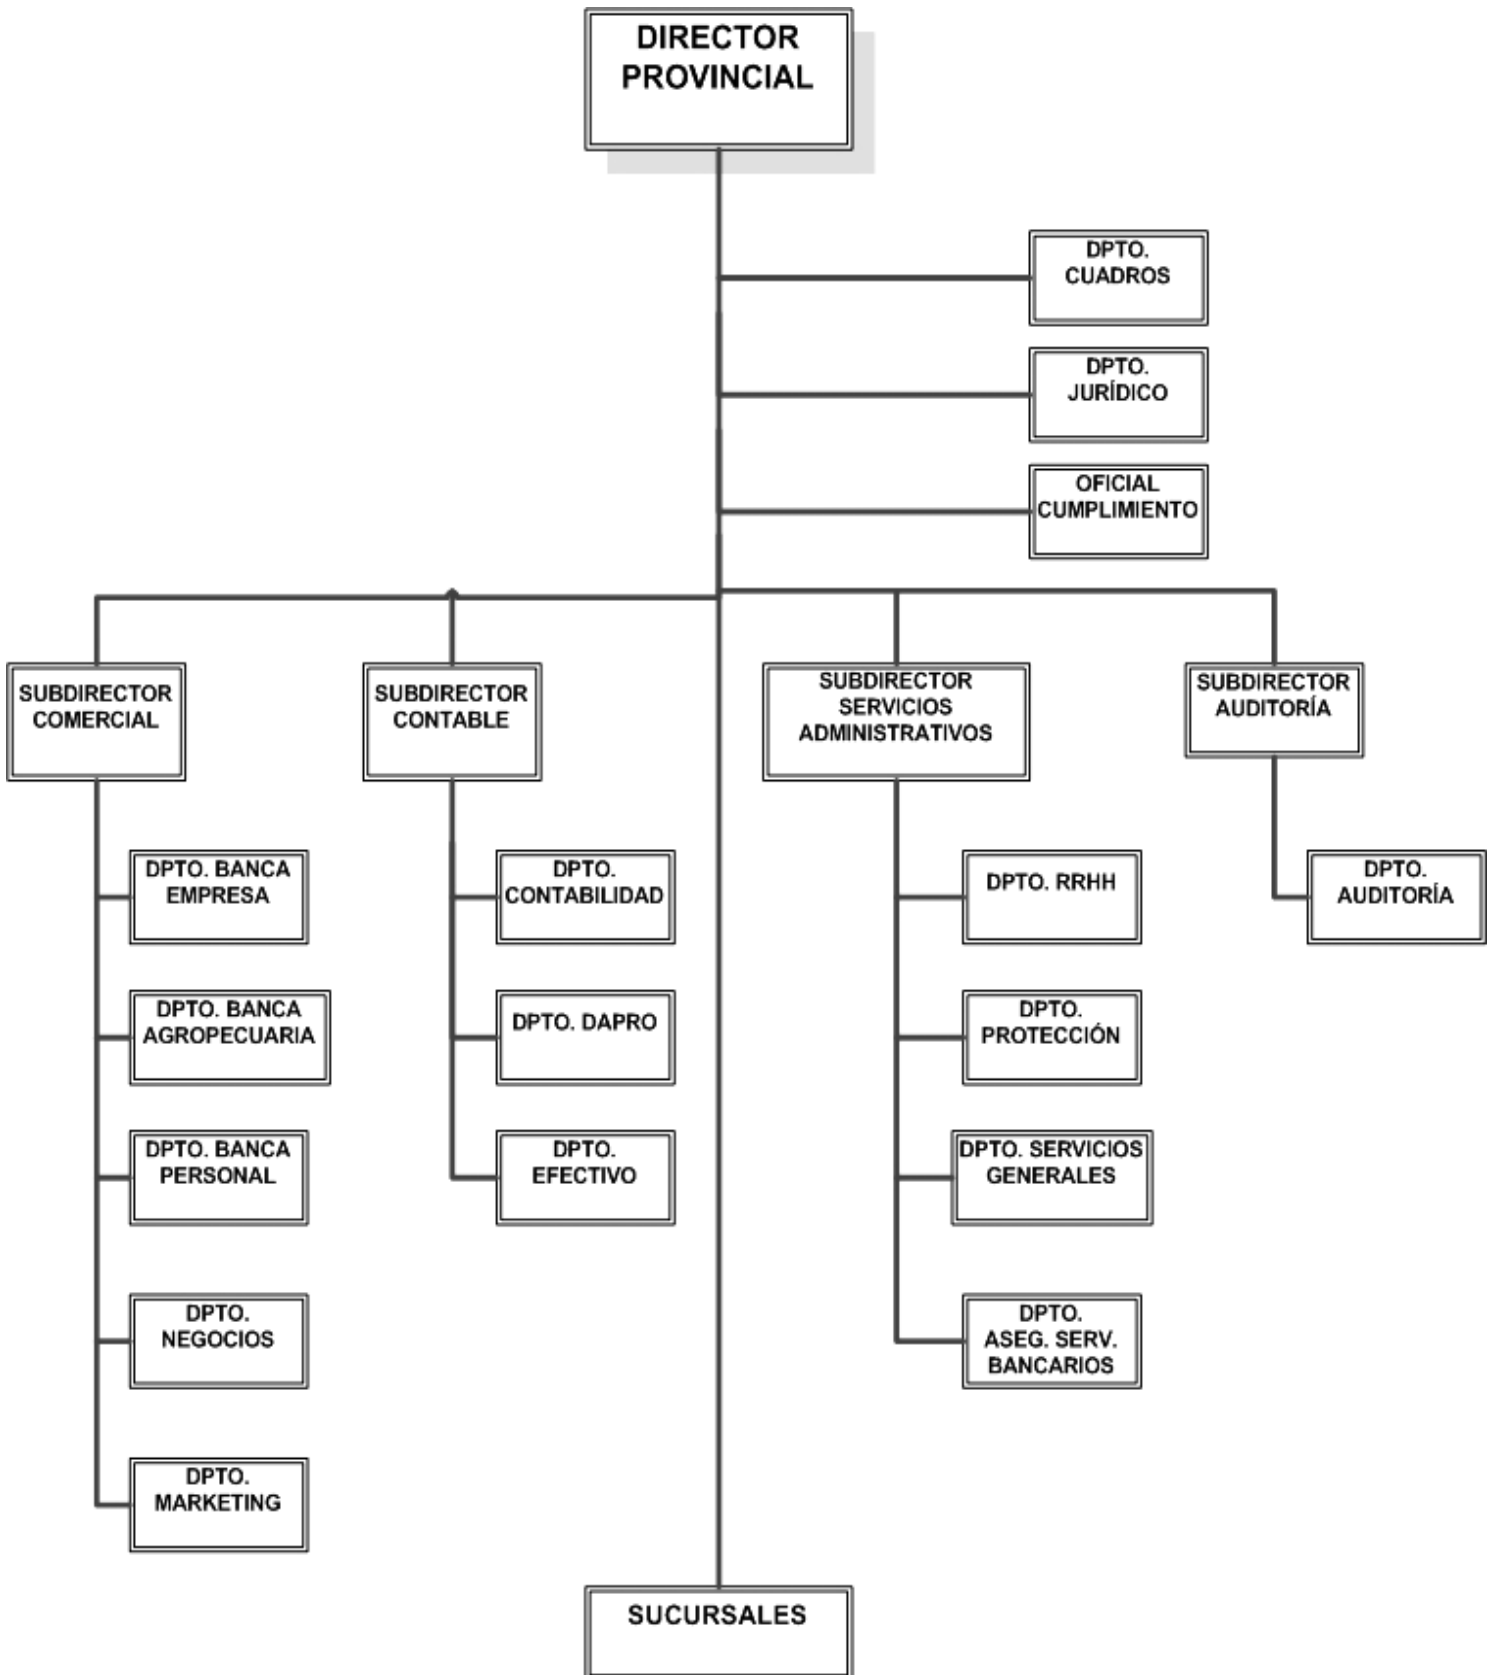 DIRECTOR
PROVINCIAL
DPTO.
CUADROS
DPTO.
JURÍDICO
OFICIAL
CUMPLIMIENTO
SUBDIRECTOR
COMERCIAL
SUBDIRECTOR
CONTABLE
SUBDIRECTOR
SERVICIOS
ADMINISTRATIVOS
SUBDIRECTOR
AUDITORÍA
DPTO. BANCA
EMPRESA
DPTO.
CONTABILIDAD
DPTO. RRHH
DPTO.
AUDITORÍA
DPTO. BANCA
AGROPECUARIA
DPTO. DAPRO
DPTO.
PROTECCIÓN
DPTO. BANCA
PERSONAL
DPTO.
EFECTIVO
DPTO. SERVICIOS
GENERALES
DPTO.
NEGOCIOS
DPTO.
ASEG. SERV.
BANCARIOS
DPTO.
MARKETING
SUCURSALES